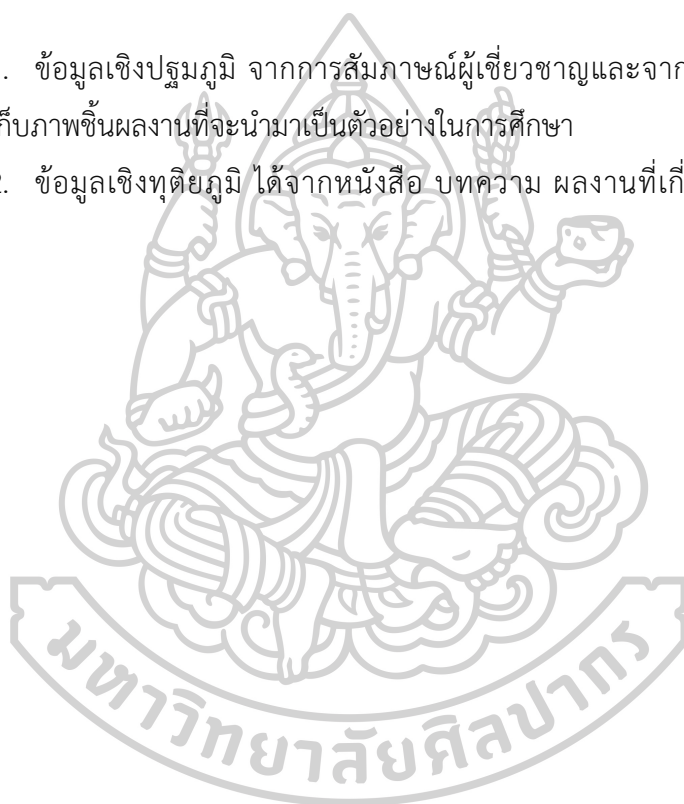 . ข้อมูลเชิงปฐมภูมิ จากการสัมภาษณ์ผู้เชี่ยวชาญและจาก
ก็บภาพชิ้นผลงานที่จะนำมาเป็นตัวอย่างในการศึกษา
. ข้อมูลเชิงทุติยภูมิ ได้จากหนังสือ บทความ ผลงานที่เกี่
มหาวิทยาลัยศิลปากร